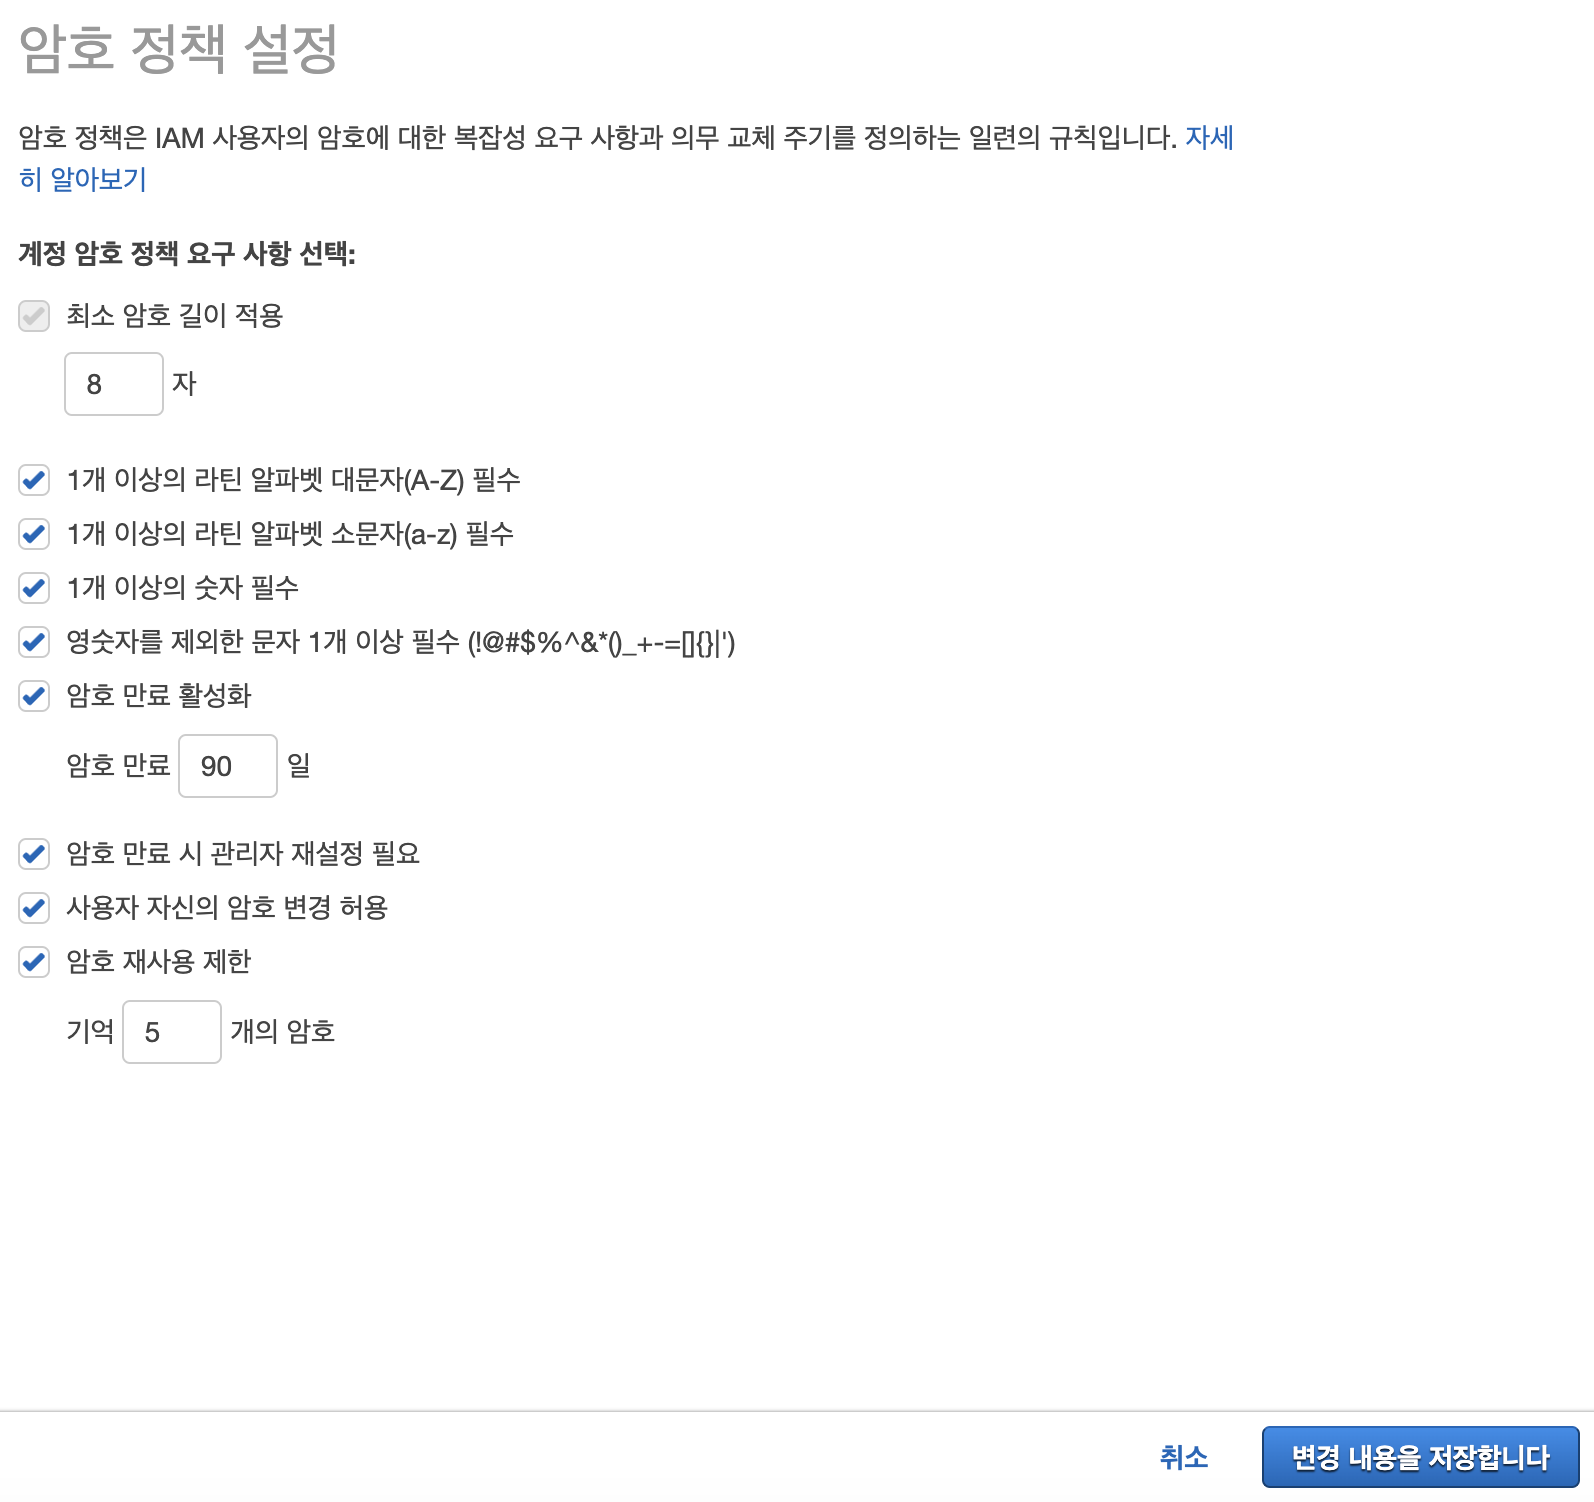 암호 정책 설정
암호 정책은 IAM 사용자의 암호에 대한 복잡성 요구 사항과 의무 교체 주기를 정의하는 일련의 규칙입니다. 자세
히 알아보기
계정 암호 정책 요구 사항 선택:
최소 암호 길이 적용
8 자
1개 이상의 라틴 알파벳 대문자(A-Z) 필수
1개 이상의 라틴 알파벳 소문자(a-z) 필수
1개 이상의 숫자 필수
영숫자를 제외한 문자 1개 이상 필수 (!@#$%^&*()_+-=[]{}|')
암호 만료 활성화
암호 만료 90 일
암호 만료 시 관리자 재설정 필요
사용자 자신의 암호 변경 허용
암호 재사용 제한
기억 5 개의 암호
취소 변경 내용을 저장합니다